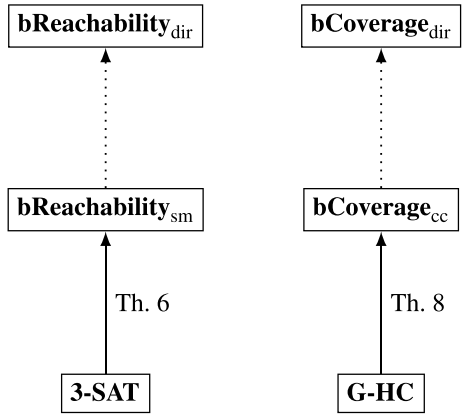 bReachability_dir
bCoverage_dir
bReachability_sm
bCoverage_cc
Th. 6
Th. 8
3-SAT
G-HC